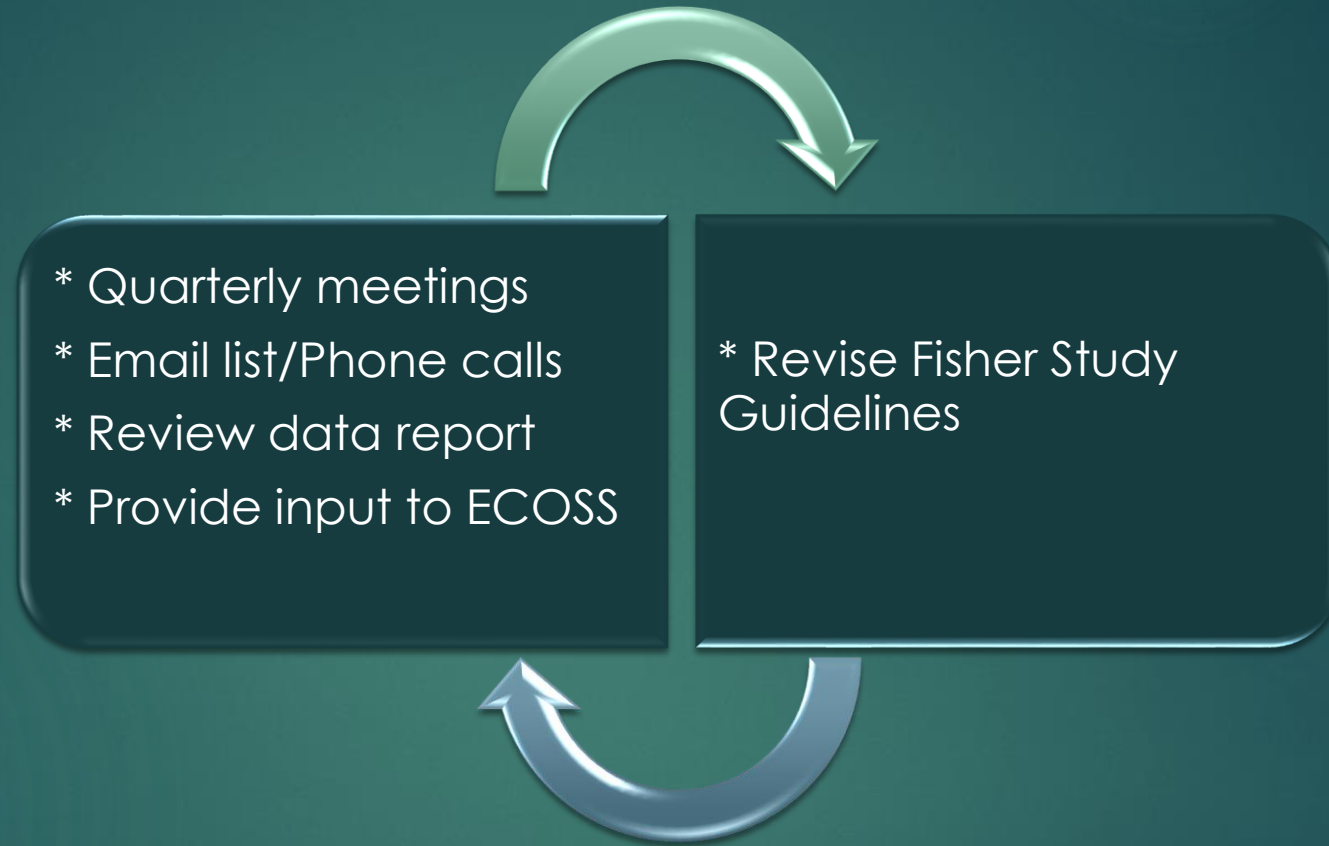 * Quarterly meetings
* Email list/Phone calls
* Review data report
* Provide input to ECOSS
* Revise Fisher Study
Guidelines